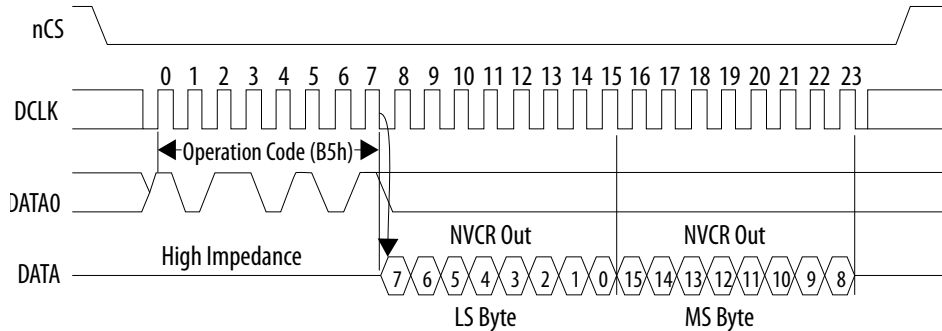 nCS
0 1 2 3 4 5 6 7 8 9 10 11 12 13 14 15 16 17 18 19 20 21 22 23
DCLK
Operation Code (B5h)
DATA0
NVCR Out NVCR Out
High Impedance
DATA
7 6 5 4 3 2 1 0 15 14 13 12 11 10 9 8
LS Byte MS Byte